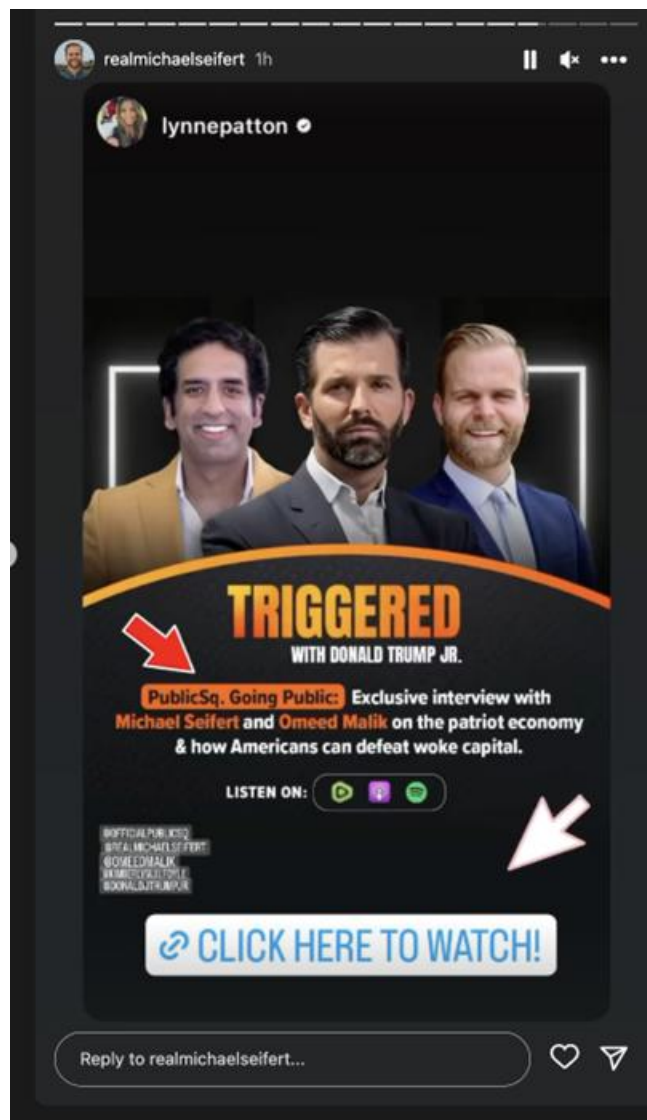 realmichaelseifert 1h
lynnepatton
TRIGGERED
WITH DONALD TRUMP JR.
PublicSq. Going Public: Exclusive interview with
Michael Seifert and Omeed Malik on the patriot economy
& how Americans can defeat woke capital.
LISTEN ON:
@OFFICIALPUBLICSQ
@REALMICHAELSEIFERT
@OMEEDMALIK
@DONALDJTRUMPJR
CLICK HERE TO WATCH!
Reply to realmichaelseifert...